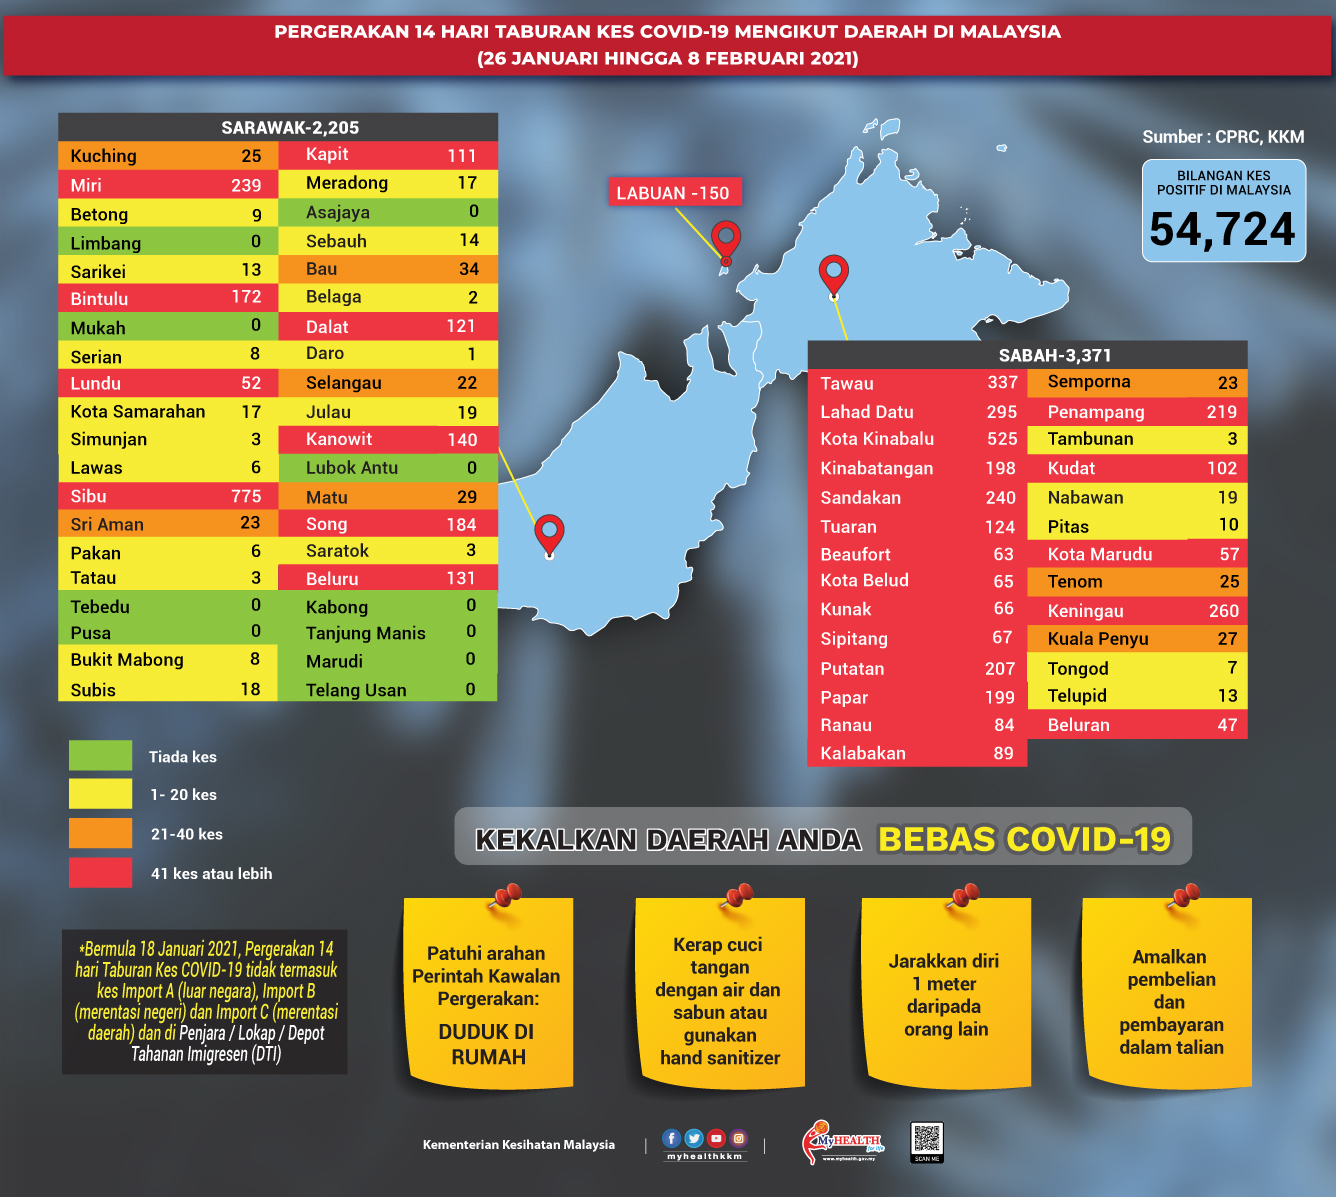 PERGERAKAN 14 HARI TABURAN KES COVID-19 MENGIKUT DAERAH DI MALAYSIA
(26 JANUARI HINGGA 8 FEBRUARI 2021)
SARAWAK-2,205
Kuching 25
Miri 239
Betong 9
Limbang 0
Sarikei 13
Bintulu 172
Mukah 0
Serian 8
Lundu 52
Kota Samarahan 17
Simunjan 3
Lawas 6
Sibu 775
Sri Aman 23
Pakan 6
Tatau 3
Tebedu 0
Pusa 0
Bukit Mabong 8
Subis 18
Kapit 111
Meradong 17
Asajaya 0
Sebauh 14
Bau 34
Belaga 2
Dalat 121
Daro 1
Selangau 22
Julau 19
Kanowit 140
Lubok Antu 0
Matu 29
Song 184
Saratok 3
Beluru 131
Kabong 0
Tanjung Manis 0
Marudi 0
Telang Usan 0
LABUAN -150
Sumber : CPRC, KKM
BILANGAN KES
POSITIF DI MALAYSIA
54,724
SABAH-3,371
Tawau 337
Lahad Datu 295
Kota Kinabalu 525
Kinabatangan 198
Sandakan 240
Tuaran 124
Beaufort 63
Kota Belud 65
Kunak 66
Sipitang 67
Putatan 207
Papar 199
Ranau 84
Kalabakan 89
Semporna 23
Penampang 219
Tambunan 3
Kudat 102
Nabawan 19
Pitas 10
Kota Marudu 57
Tenom 25
Keningau 260
Kuala Penyu 27
Tongod 7
Telupid 13
Beluran 47
Tiada kes
1- 20 kes
21-40 kes
41 kes atau lebih
*Bermula 18 Januari 2021, Pergerakan 14
hari Taburan Kes COVID-19 tidak termasuk
kes Import A (luar negara), Import B
(merentasi negeri) dan Import C (merentasi
daerah) dan di Penjara / Lokap / Depot
Tahanan Imigresen (DTI)
KEKALKAN DAERAH ANDA BEBAS COVID-19
Patuhi arahan
Perintah Kawalan
Pergerakan:
DUDUK DI
RUMAH
Kerap cuci
tangan
dengan air dan
sabun atau
gunakan
hand sanitizer
Jarakkan diri
1 meter
daripada
orang lain
Amalkan
pembelian
dan
pembayaran
dalam talian
Kementerian Kesihatan Malaysia
myhealthkkm
MyHEALTH
for life
www.myhealth.gov.my
SCAN ME